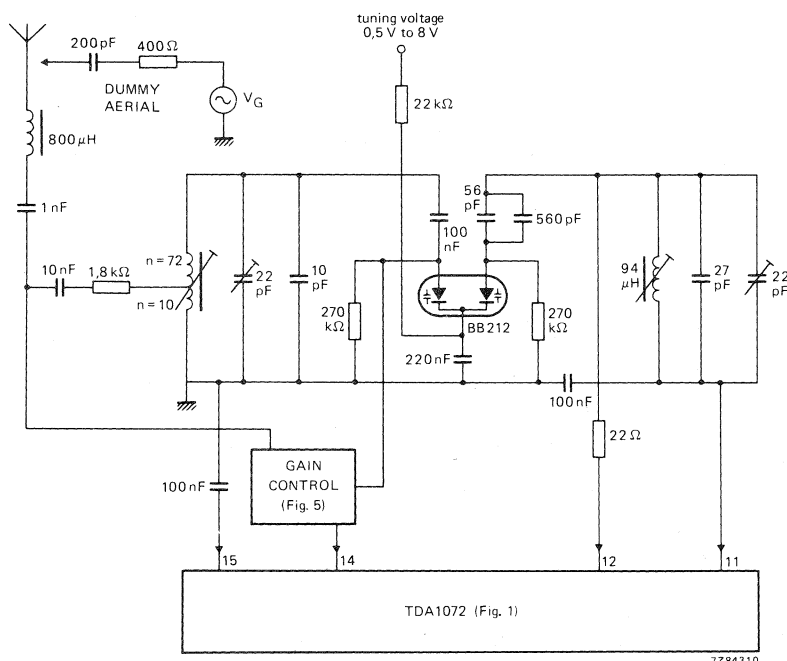 tuning voltage
0,5 V to 8 V
200 pF
400 Ω
DUMMY
AERIAL
V_G
22 kΩ
800 μH
1 nF
10 nF
1,8 kΩ
n = 72
n = 10
22
pF
10
pF
100
nF
56
pF
560 pF
94
μH
27
pF
22
pF
270
kΩ
BB212
270
kΩ
220 nF
100 nF
22 Ω
100 nF
GAIN
CONTROL
(Fig. 5)
15
14
12
11
TDA1072 (Fig. 1)
7Z84310